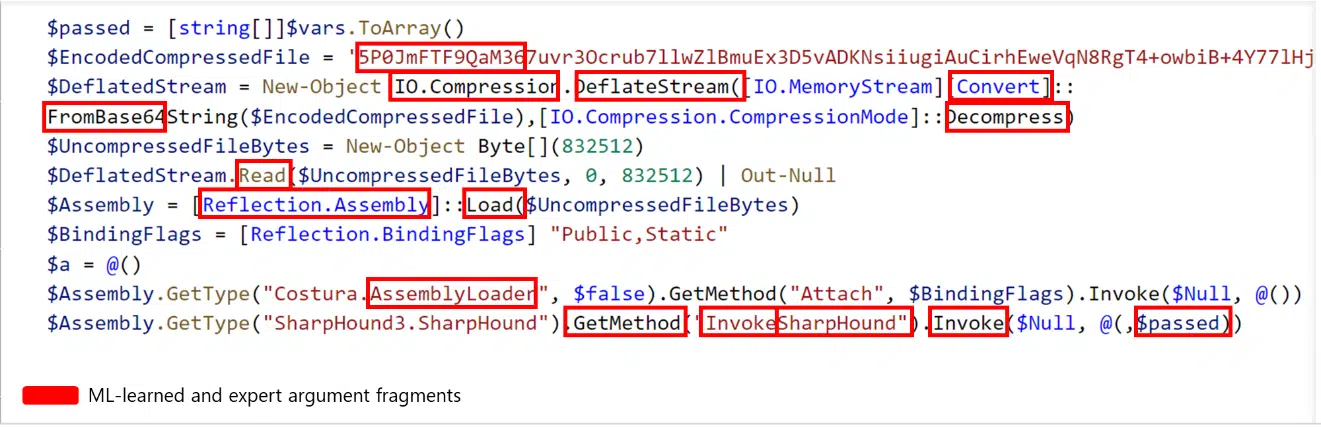 $passed = [string[]]$vars.ToArray()
$EncodedCompressedFile = '5P0JmFTF9QaM367uvr3Ocrub7llwZlBmuEx3D5vADKNsiiugiAuCirhEweVqN8RgT4+owbiB+4Y77lHj
$DeflatedStream = New-Object IO.Compression.DeflateStream([IO.MemoryStream][Convert]::
FromBase64String($EncodedCompressedFile),[IO.Compression.CompressionMode]::Decompress)
$UncompressedFileBytes = New-Object Byte[](832512)
$DeflatedStream.Read($UncompressedFileBytes, 0, 832512) | Out-Null
$Assembly = [Reflection.Assembly]::Load($UncompressedFileBytes)
$BindingFlags = [Reflection.BindingFlags] "Public,Static"
$a = @()
$Assembly.GetType("Costura.AssemblyLoader", $false).GetMethod("Attach", $BindingFlags).Invoke($Null, @())
$Assembly.GetType("SharpHound3.SharpHound").GetMethod("InvokeSharpHound").Invoke($Null, @(,$passed))
ML-learned and expert argument fragments